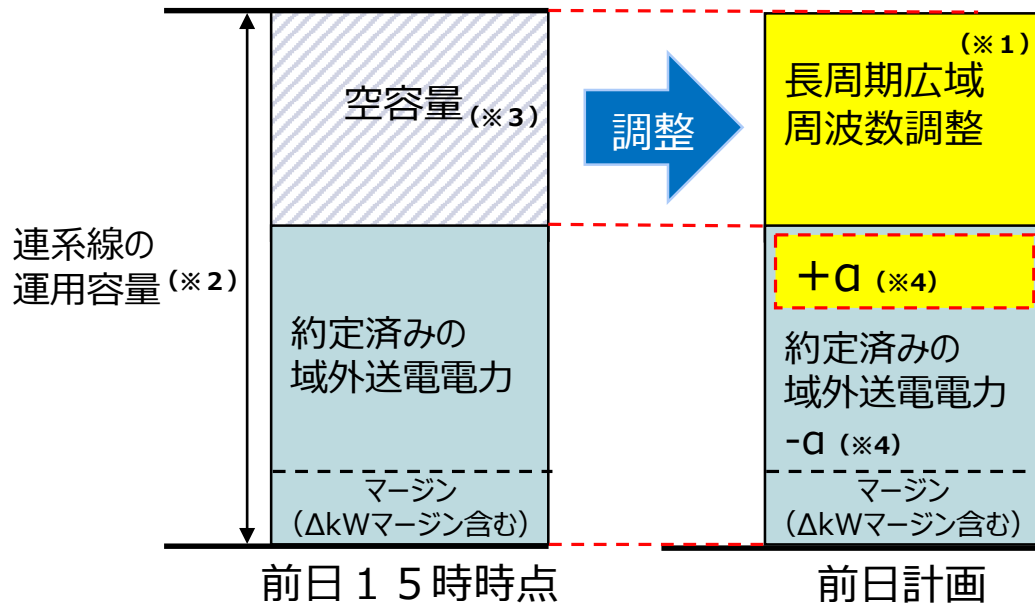 連系線の
運用容量(※2)
空容量(※3)
約定済みの
域外送電電力
マージン
(ΔkWマージン含む)
前日15時時点
調整
(※1)
長周期広域
周波数調整
+α(※4)
約定済みの
域外送電電力
-α(※4)
マージン
(ΔkWマージン含む)
前日計画